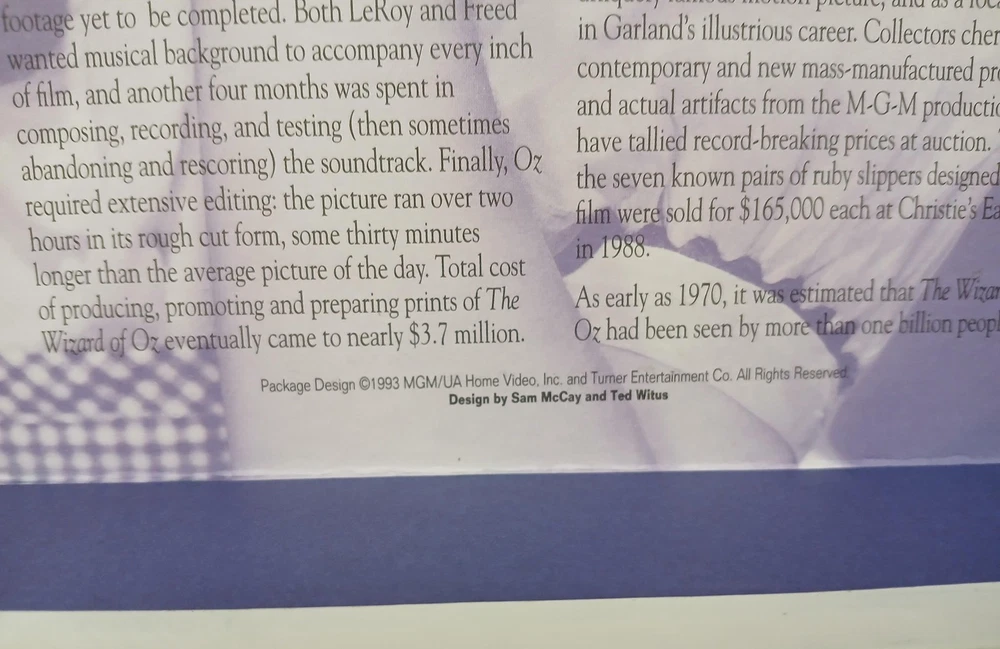 footage yet to be completed. Both LeRoy and Freed
wanted musical background to accompany every inch
of film, and another four months was spent in
composing, recording, and testing (then sometimes
abandoning and rescoring) the soundtrack. Finally, Oz
required extensive editing: the picture ran over two
hours in its rough cut form, some thirty minutes
longer than the average picture of the day. Total cost
of producing, promoting and preparing prints of The
Wizard of Oz eventually came to nearly $3.7 million.
in Garland's illustrious career. Collectors
contemporary and new mass-manufactured
and actual artifacts from the M-G-M
have tallied record-breaking prices at auction.
the seven known pairs of ruby slippers designed
film were sold for $165,000 each at Christie's
in 1988.
As early as 1970, it was estimated that The
Oz had been seen by more than one billion
Package Design ©1993 MGM/UA Home Video, Inc. and Turner Entertainment Co. All Rights Reserved.
Design by Sam McCay and Ted Witus